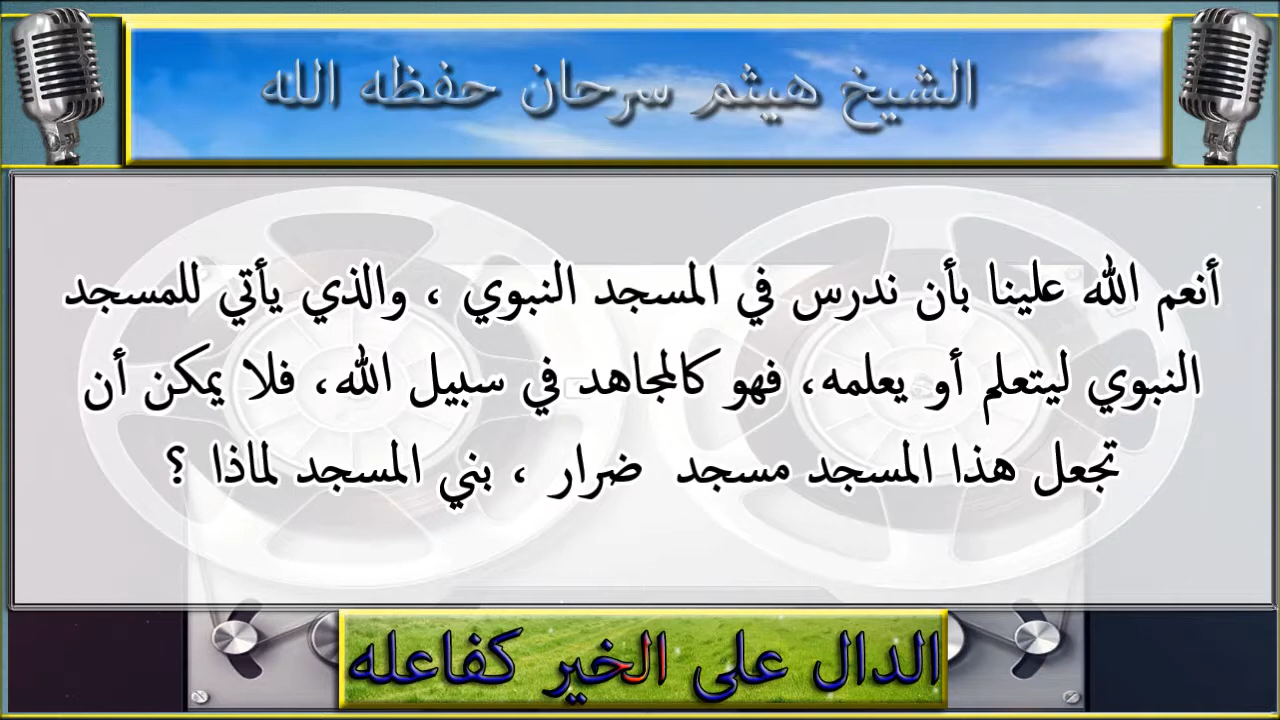 الشيخ هيثم سرحان حفظه الله
أنعم الله علينا بأن ندرس في المسجد النبوي ، والذي يأتي للمسجد
النبوي ليتعلم أو يعلمه، فهو كالمجاهد في سبيل الله، فلا يمكن أن
تجعل هذا المسجد مسجد ضرار ، بني المسجد لماذا ؟
الدال على الخير كفاعله